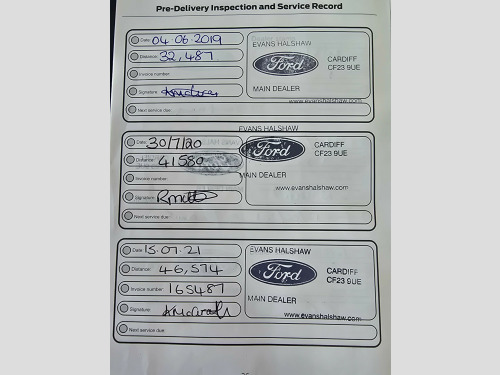 Pre-Delivery Inspection and Service Record
Date: 04.06.2019
Distance: 32,487
Invoice number:
Signature:
Next service due:
EVANS HALSHAW
Ford
CARDIFF
CF23 9UE
MAIN DEALER
www.evanshalshaw.com
Date: 30/7/20
Distance: 41580
Invoice number:
Signature:
Next service due:
EVANS HALSHAW
Ford
CARDIFF
CF23 9UE
MAIN DEALER
www.evanshalshaw.com
Date: 15.07.21
Distance: 46,574
Invoice number: 165487
Signature:
Next service due:
EVANS HALSHAW
Ford
CARDIFF
CF23 9UE
MAIN DEALER
www.evanshalshaw.com